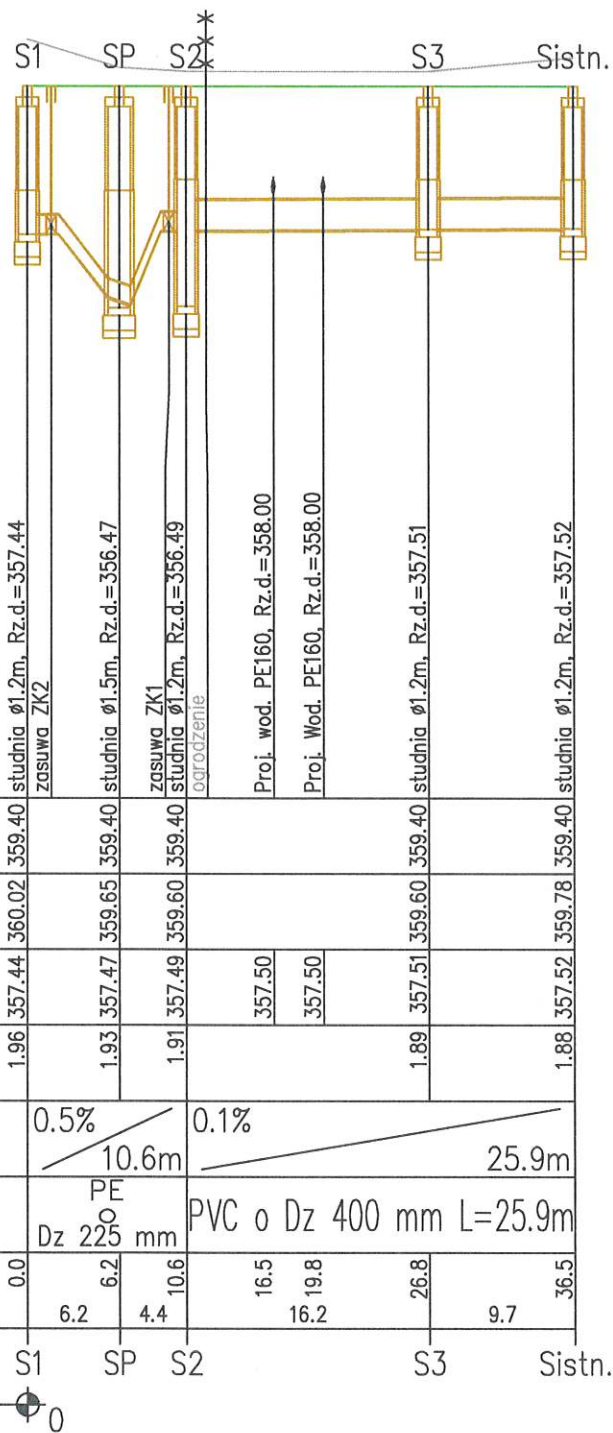 S1 SP S2 S3 Sistn.
studnia ø1.2m, Rz.d.=357.44
zasuwa ZK2
studnia ø1.5m, Rz.d.=356.47
zasuwa ZK1
studnia ø1.2m, Rz.d.=356.49
ogrodzenie
Proj. wod. PE160, Rz.d.=358.00
Proj. Wod. PE160, Rz.d.=358.00
studnia ø1.2m, Rz.d.=357.51
studnia ø1.2m, Rz.d.=357.52
359.40 359.40 359.40 359.40 359.40
360.02 359.65 359.60 359.60 359.78
357.44 357.47 357.49 357.50 357.50 357.51 357.52
1.96 1.93 1.91 1.89 1.88
0.5% 0.1%
10.6m 25.9m
PE
Dz 225 mm
PVC o Dz 400 mm L=25.9m
0.0 6.2 10.6 16.5 19.8 26.8 36.5
6.2 4.4 16.2 9.7
S1 SP S2 S3 Sistn.
0